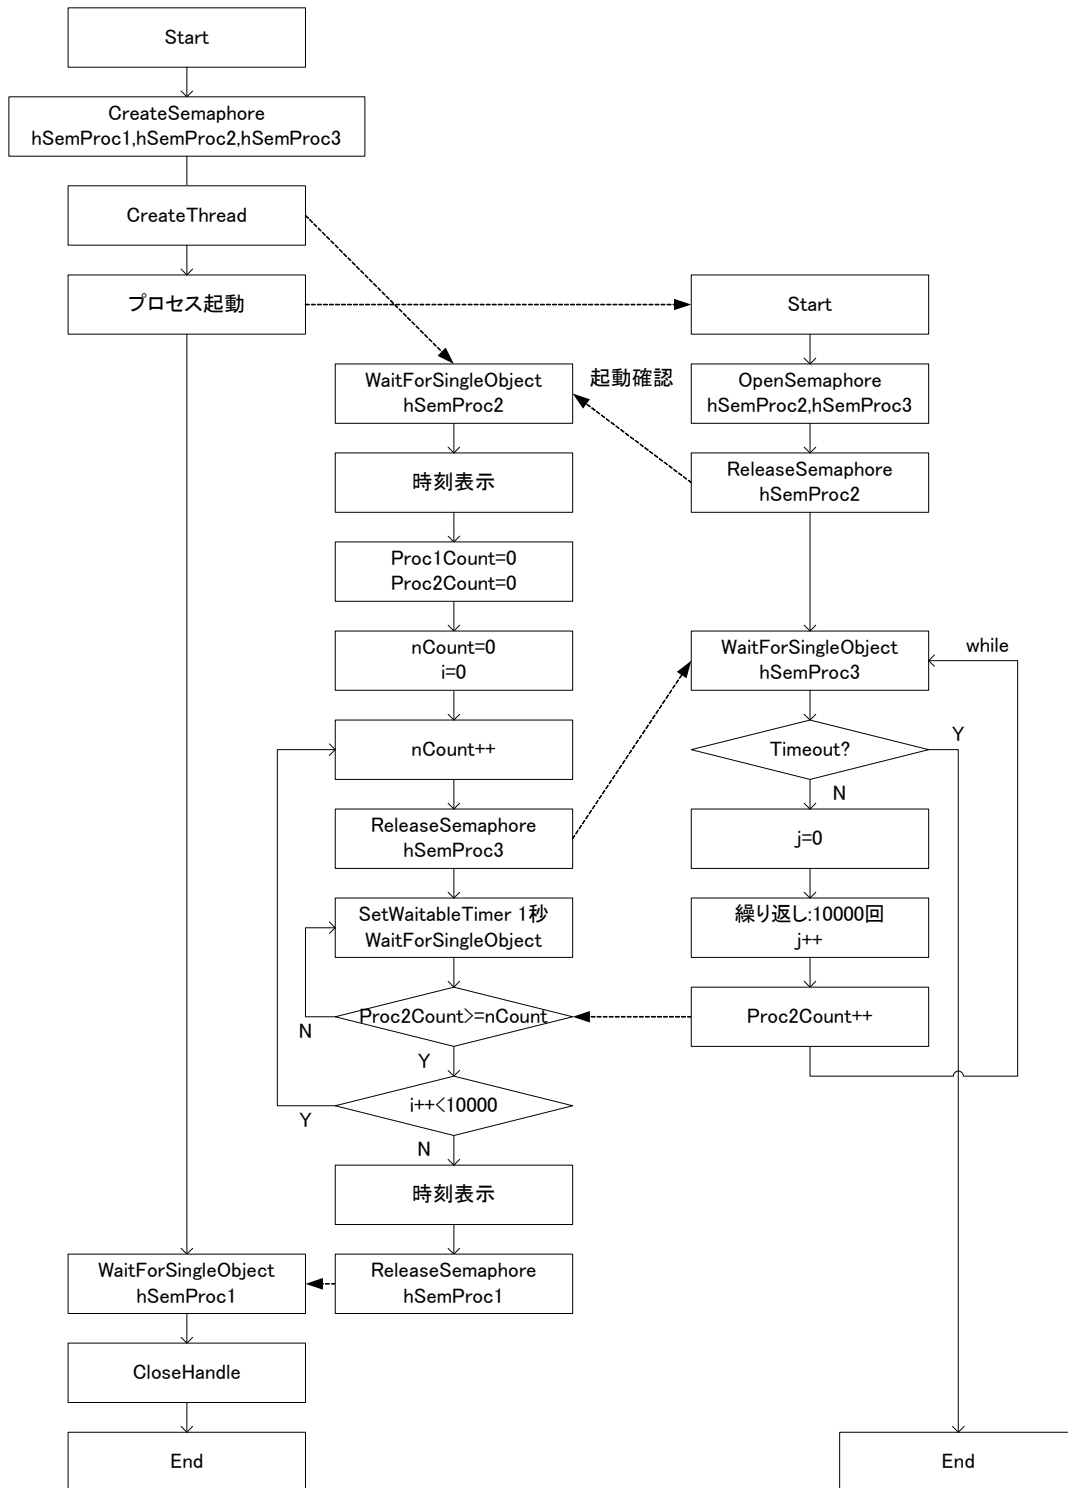 Start
CreateSemaphore
hSemProc1,hSemProc2,hSemProc3
CreateThread
プロセス起動
Start
WaitForSingleObject
hSemProc2
起動確認
OpenSemaphore
hSemProc2,hSemProc3
時刻表示
ReleaseSemaphore
hSemProc2
Proc1Count=0
Proc2Count=0
nCount=0
i=0
WaitForSingleObject
hSemProc3
while
nCount++
Timeout?
Y
N
ReleaseSemaphore
hSemProc3
j=0
SetWaitableTimer 1秒
WaitForSingleObject
繰り返し:10000回
j++
Proc2Count>=nCount
N
Y
Proc2Count++
i++<10000
Y
N
時刻表示
WaitForSingleObject
hSemProc1
ReleaseSemaphore
hSemProc1
CloseHandle
End
End